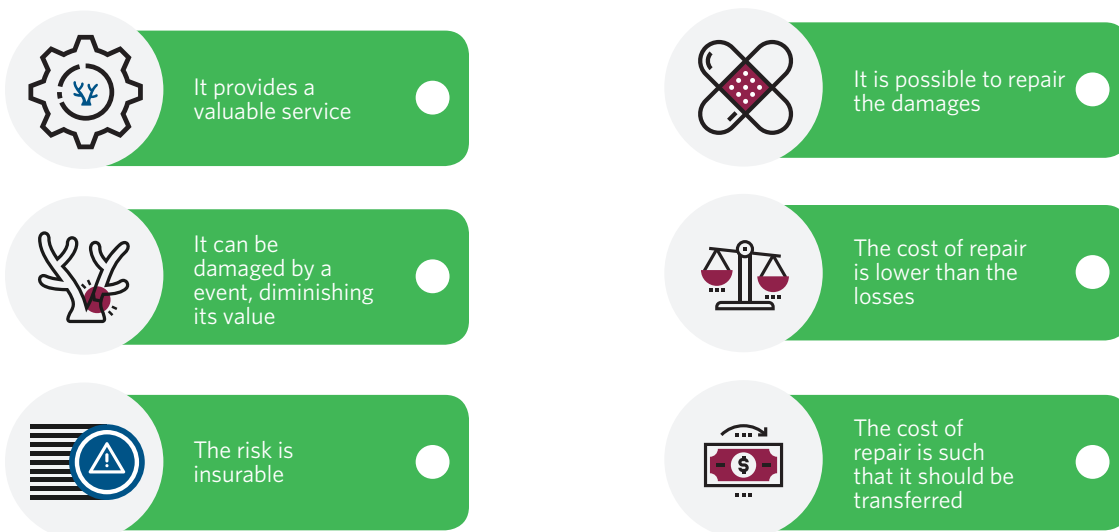 It provides a
valuable service
It can be
damaged by a
event, diminishing
its value
The risk is
insurable
It is possible to repair
the damages
The cost of repair
is lower than the
losses
The cost of
repair is such
that it should be
transferred
$